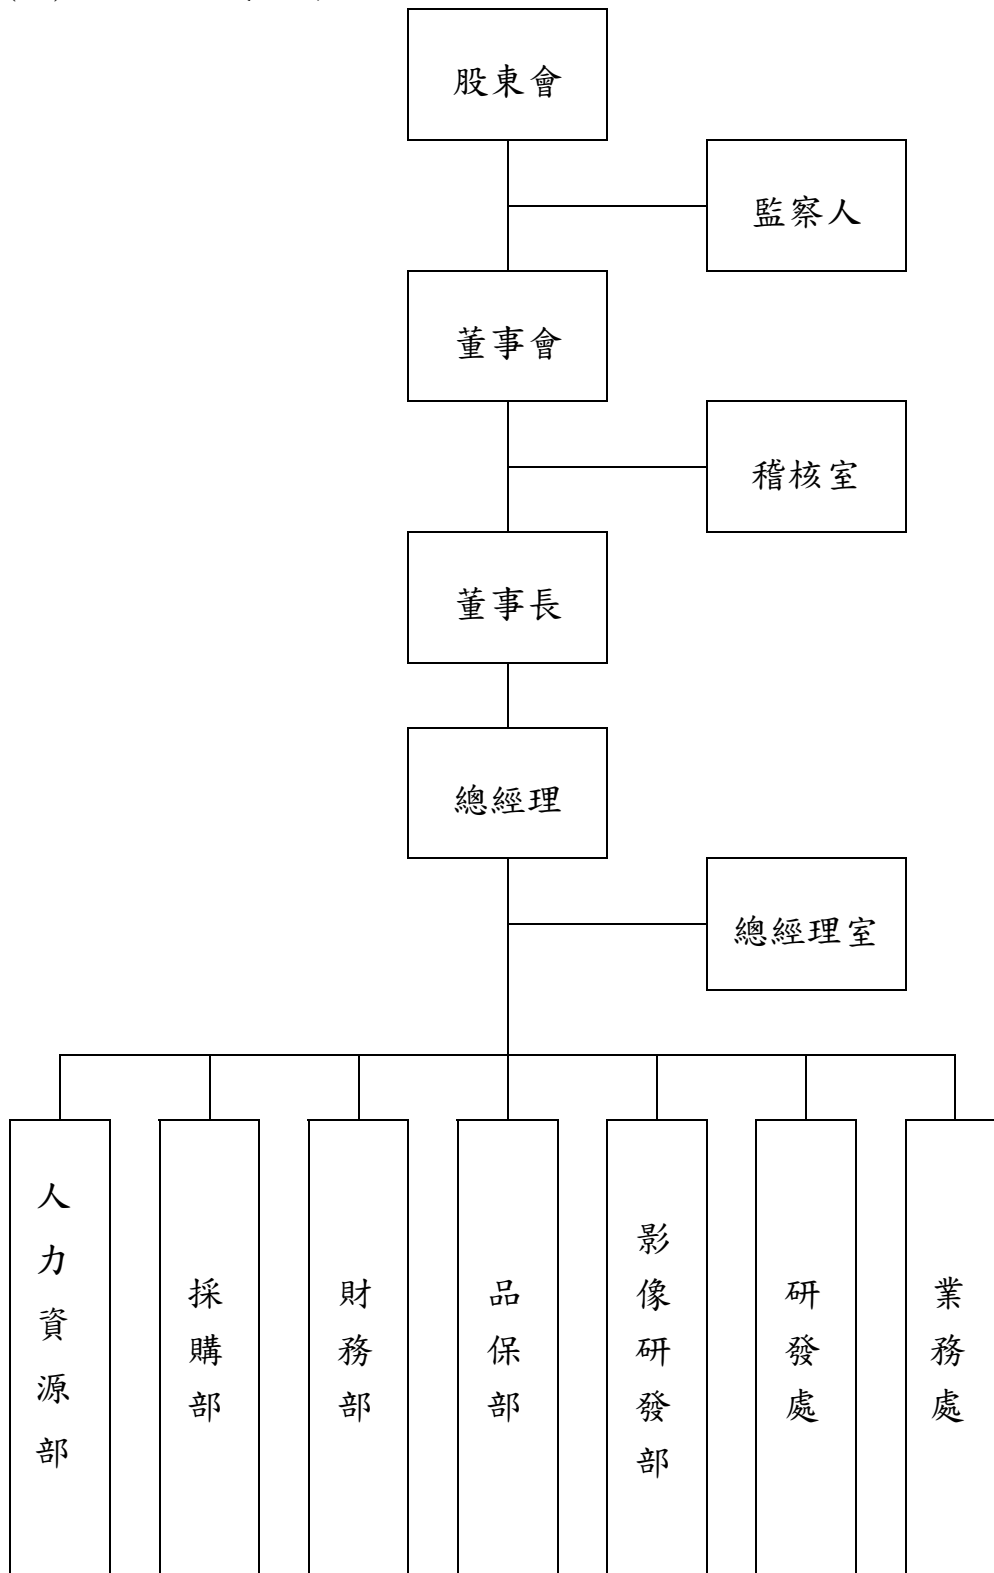 股東會
監察人
董事會
稽核室
董事長
總經理
總經理室
人力資源部
採購部
財務部
品保部
影像研發部
研發處
業務處